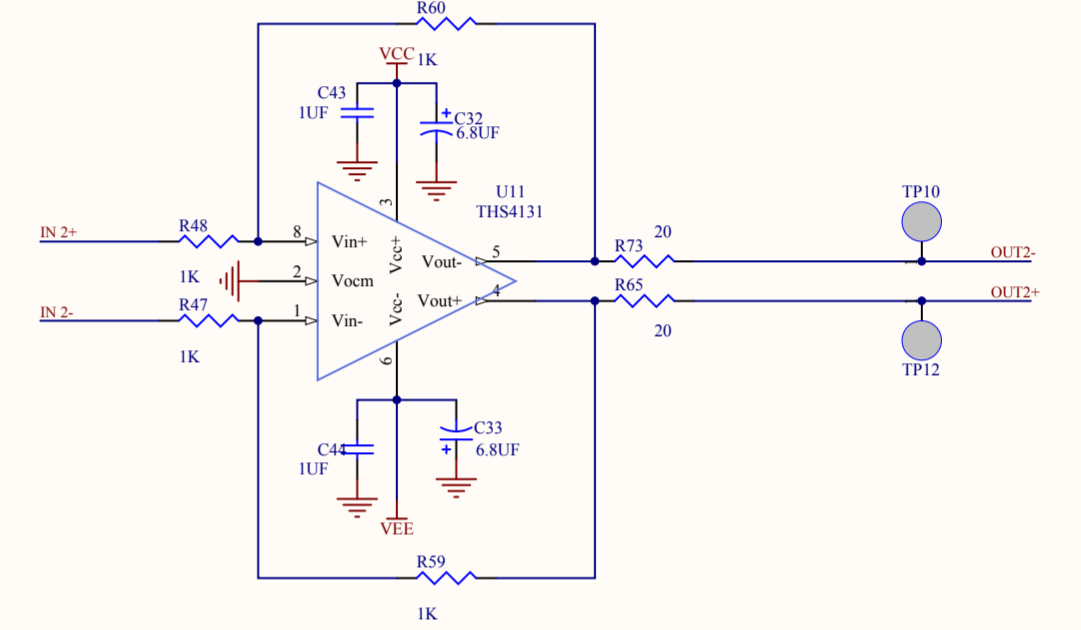 R60
VCC
1K
C43
1UF
C32
6.8UF
3
U11
THS4131
TP10
IN 2+
R48
8
Vin+
Vcc+
Vout-
5
R73
20
OUT2-
1K
2
Vocm
IN 2-
R47
1
Vin-
Vcc-
Vout+
4
R65
20
OUT2+
1K
6
TP12
C44
1UF
C33
6.8UF
VEE
R59
1K